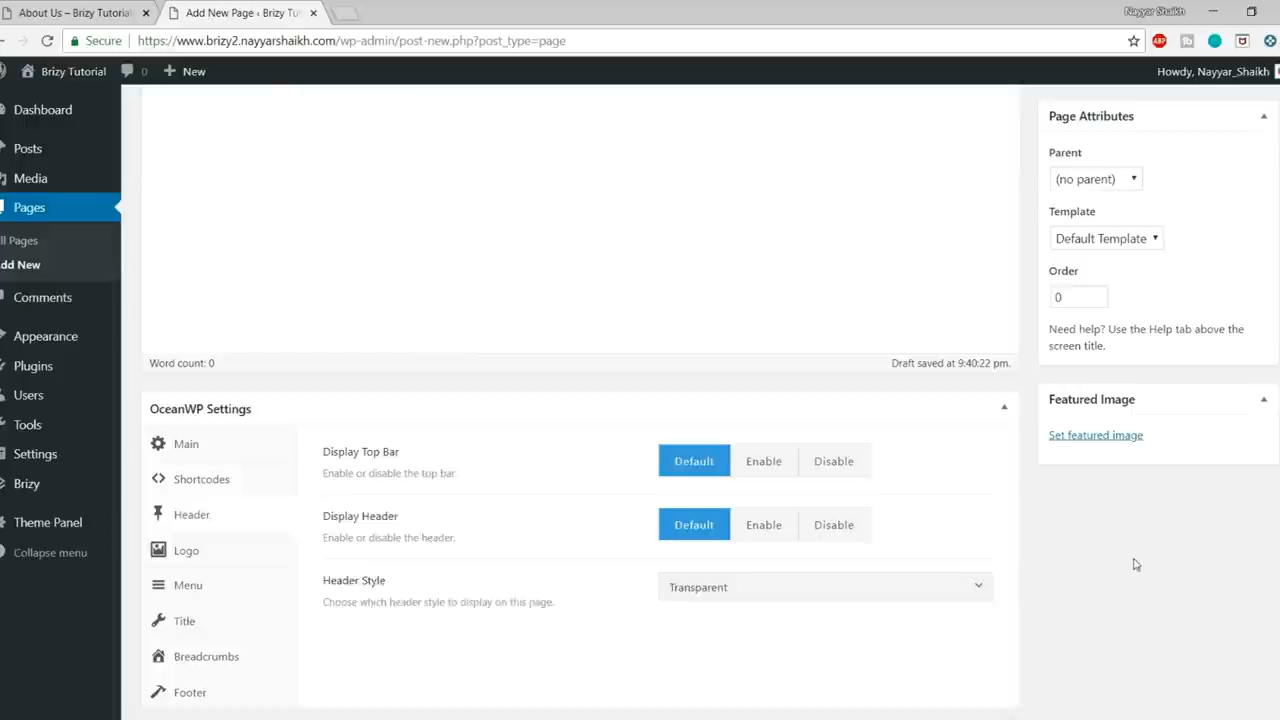 About Us – Brizy Tutorial
Add New Page ‹ Brizy Tut
Nayyar Shaikh
Secure
https://www.brizy2.nayyarshaikh.com/wp-admin/post-new.php?post_type=page
ABP
Brizy Tutorial
0
New
Howdy, Nayyar_Shaikh
Dashboard
Posts
Media
Pages
ll Pages
dd New
Comments
Appearance
Plugins
Users
Tools
Settings
Brizy
Theme Panel
Collapse menu
Word count: 0
Draft saved at 9:40:22 pm.
OceanWP Settings
Main
Shortcodes
Header
Logo
Menu
Title
Breadcrumbs
Footer
Display Top Bar
Enable or disable the top bar.
Default Enable Disable
Display Header
Enable or disable the header.
Default Enable Disable
Header Style
Choose which header style to display on this page.
Transparent
Page Attributes
Parent
(no parent)
Template
Default Template
Order
0
Need help? Use the Help tab above the
screen title.
Featured Image
Set featured image